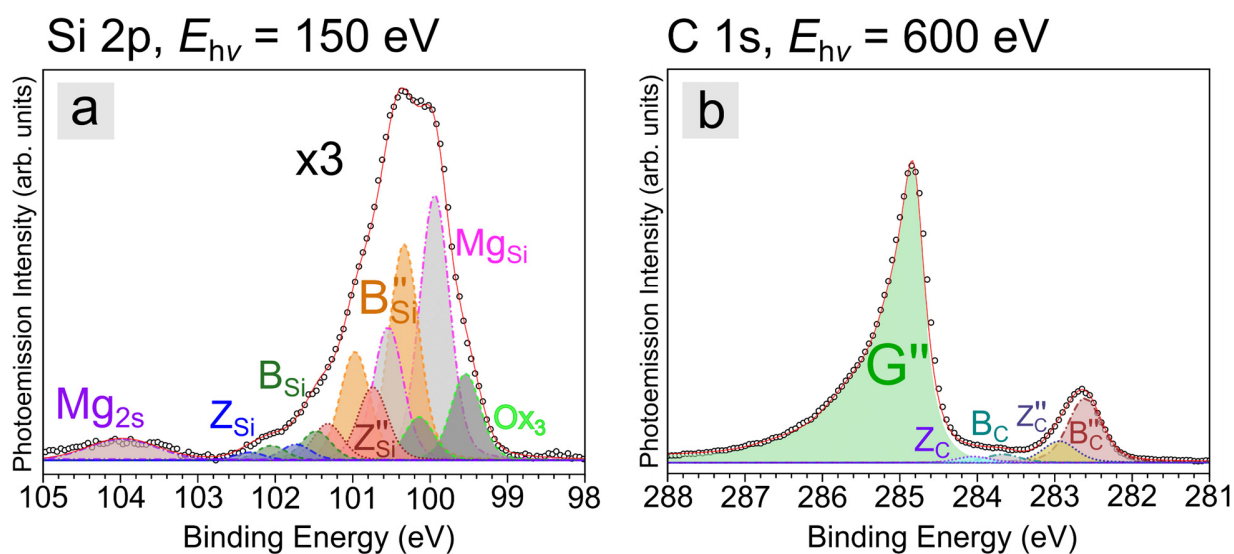 Si 2p, Ehv = 150 eV
a
x3
MgSi
B''Si
BSi
Mg2s
ZSi
Z''Si
Ox3
Photoemission Intensity (arb. units)
105 104 103 102 101 100 99 98
Binding Energy (eV)
C 1s, Ehv = 600 eV
b
G''
ZC
BC
Z''C
B''C
Photoemission Intensity (arb. units)
288 287 286 285 284 283 282 281
Binding Energy (eV)